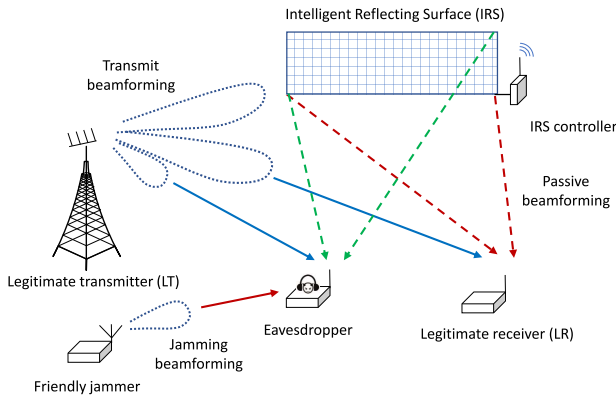 Intelligent Reflecting Surface (IRS)
Transmit
beamforming
IRS controller
Passive
beamforming
Legitimate transmitter (LT)
Eavesdropper
Legitimate receiver (LR)
Jamming
beamforming
Friendly jammer